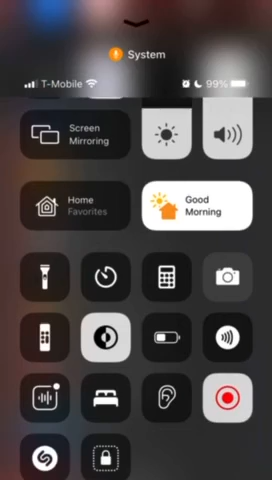 System
T-Mobile
99%
Screen
Mirroring
Home
Favorites
Good
Morning